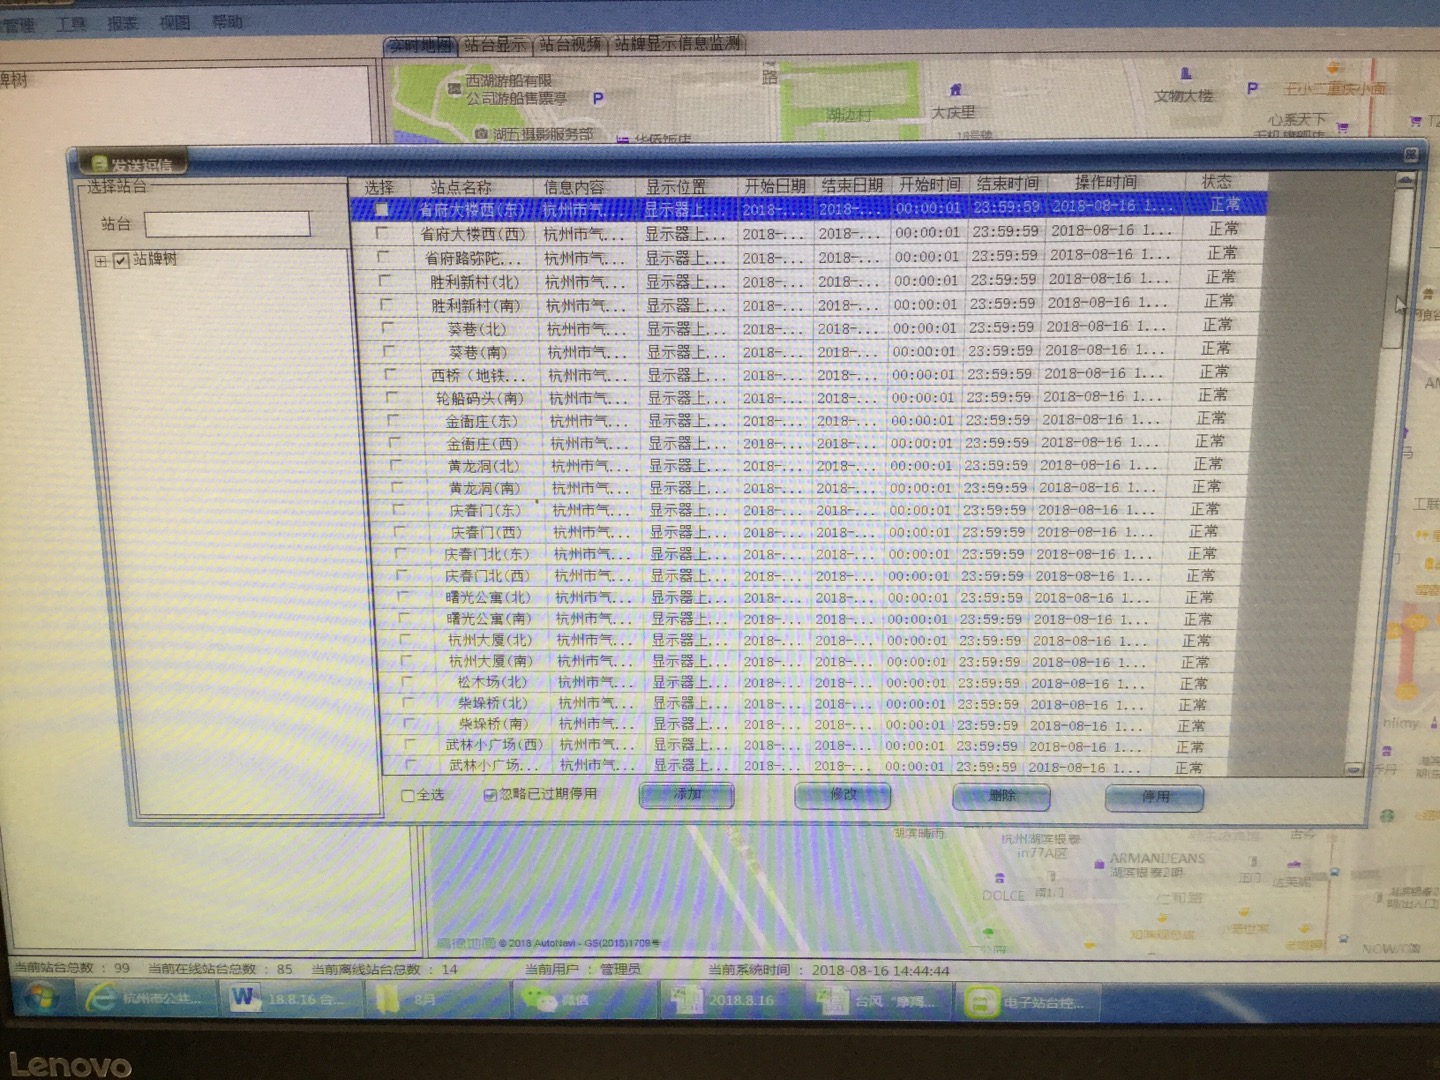 管理 工具 报表 视图 帮助
实时地图 站台显示 站台视频 站牌显示信息监测
牌树
西湖游船有限
公司游船售票亭
P
路
湖边村
大庆里
文物大楼
P
王小二重庆小面
湖五摄影服务部
华侨饭店
心系天下
发送短信
选择站台
站台
站牌树
选择 站点名称 信息内容 显示位置 开始日期 结束日期 开始时间 结束时间 操作时间 状态
省府大楼西(东) 杭州市气... 显示器上... 2018-... 2018-... 00:00:01 23:59:59 2018-08-16 1... 正常
省府大楼西(西) 杭州市气... 显示器上... 2018-... 2018-... 00:00:01 23:59:59 2018-08-16 1... 正常
省府路弥陀... 杭州市气... 显示器上... 2018-... 2018-... 00:00:01 23:59:59 2018-08-16 1... 正常
胜利新村(北) 杭州市气... 显示器上... 2018-... 2018-... 00:00:01 23:59:59 2018-08-16 1... 正常
胜利新村(南) 杭州市气... 显示器上... 2018-... 2018-... 00:00:01 23:59:59 2018-08-16 1... 正常
葵巷(北) 杭州市气... 显示器上... 2018-... 2018-... 00:00:01 23:59:59 2018-08-16 1... 正常
葵巷(南) 杭州市气... 显示器上... 2018-... 2018-... 00:00:01 23:59:59 2018-08-16 1... 正常
西桥（地铁... 杭州市气... 显示器上... 2018-... 2018-... 00:00:01 23:59:59 2018-08-16 1... 正常
轮船码头(南) 杭州市气... 显示器上... 2018-... 2018-... 00:00:01 23:59:59 2018-08-16 1... 正常
金衙庄(东) 杭州市气... 显示器上... 2018-... 2018-... 00:00:01 23:59:59 2018-08-16 1... 正常
金衙庄(西) 杭州市气... 显示器上... 2018-... 2018-... 00:00:01 23:59:59 2018-08-16 1... 正常
黄龙洞(北) 杭州市气... 显示器上... 2018-... 2018-... 00:00:01 23:59:59 2018-08-16 1... 正常
黄龙洞(南) 杭州市气... 显示器上... 2018-... 2018-... 00:00:01 23:59:59 2018-08-16 1... 正常
庆春门(东) 杭州市气... 显示器上... 2018-... 2018-... 00:00:01 23:59:59 2018-08-16 1... 正常
庆春门(西) 杭州市气... 显示器上... 2018-... 2018-... 00:00:01 23:59:59 2018-08-16 1... 正常
庆春门北(东) 杭州市气... 显示器上... 2018-... 2018-... 00:00:01 23:59:59 2018-08-16 1... 正常
庆春门北(西) 杭州市气... 显示器上... 2018-... 2018-... 00:00:01 23:59:59 2018-08-16 1... 正常
曙光公寓(北) 杭州市气... 显示器上... 2018-... 2018-... 00:00:01 23:59:59 2018-08-16 1... 正常
曙光公寓(南) 杭州市气... 显示器上... 2018-... 2018-... 00:00:01 23:59:59 2018-08-16 1... 正常
杭州大厦(北) 杭州市气... 显示器上... 2018-... 2018-... 00:00:01 23:59:59 2018-08-16 1... 正常
杭州大厦(南) 杭州市气... 显示器上... 2018-... 2018-... 00:00:01 23:59:59 2018-08-16 1... 正常
松木场(北) 杭州市气... 显示器上... 2018-... 2018-... 00:00:01 23:59:59 2018-08-16 1... 正常
柴垛桥(北) 杭州市气... 显示器上... 2018-... 2018-... 00:00:01 23:59:59 2018-08-16 1... 正常
柴垛桥(南) 杭州市气... 显示器上... 2018-... 2018-... 00:00:01 23:59:59 2018-08-16 1... 正常
武林小广场(西) 杭州市气... 显示器上... 2018-... 2018-... 00:00:01 23:59:59 2018-08-16 1... 正常
武林小广场... 杭州市气... 显示器上... 2018-... 2018-... 00:00:01 23:59:59 2018-08-16 1... 正常
全选 忽略已过期停用 添加 修改 删除 停用
杭州湖滨银泰
in77A区
ARMANIJEANS
湖滨银泰2期
DOLCE
高德地图 © 2018 AutoNavi - GS(2018)1709号
当前站台总数 : 99 当前在线站台总数 : 85 当前离线站台总数 : 14 当前用户 : 管理员 当前系统时间 : 2018-08-16 14:44:44
杭州市公共... 18.8.16 台... 8月 微信 2018.8.16 台风 电子站台控...
Lenovo